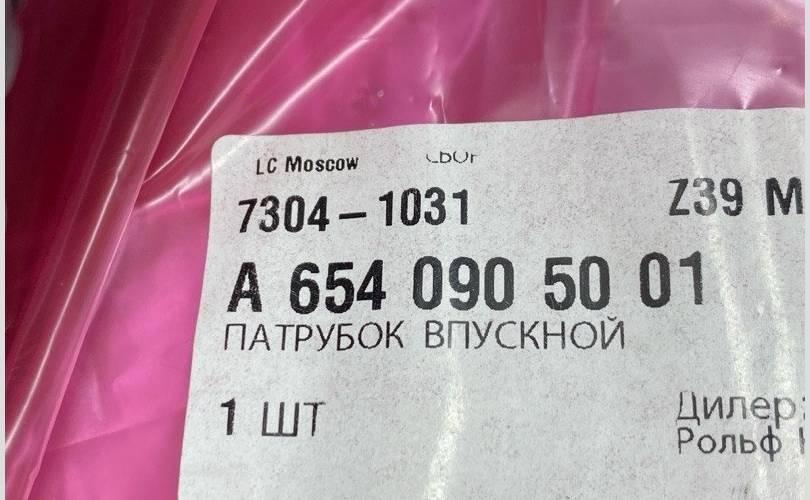 LC Moscow
7304-1031 Z39 M
A 654 090 50 01
ПАТРУБОК ВПУСКНОЙ
1 ШТ Дилер:
Рольф